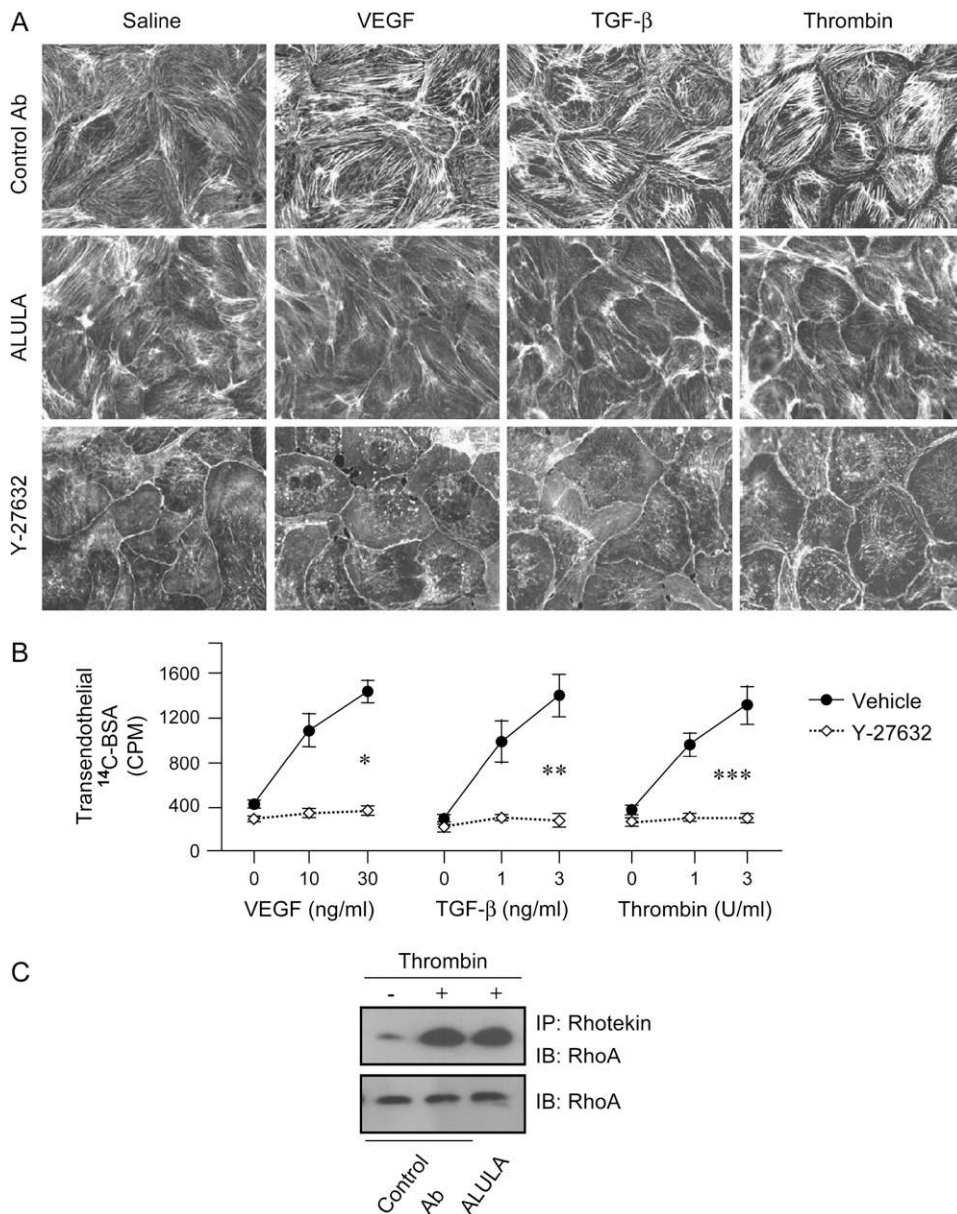 A
Saline VEGF TGF-β Thrombin
Control Ab
ALULA
Y-27632
B
Transendothelial
¹⁴C-BSA
(CPM)
1600
1200
800
400
0
* ** ***
Vehicle
Y-27632
0 10 30 0 1 3 0 1 3
VEGF (ng/ml) TGF-β (ng/ml) Thrombin (U/ml)
C
Thrombin
- + +
IP: Rhotekin
IB: RhoA
IB: RhoA
Control
Ab
ALULA